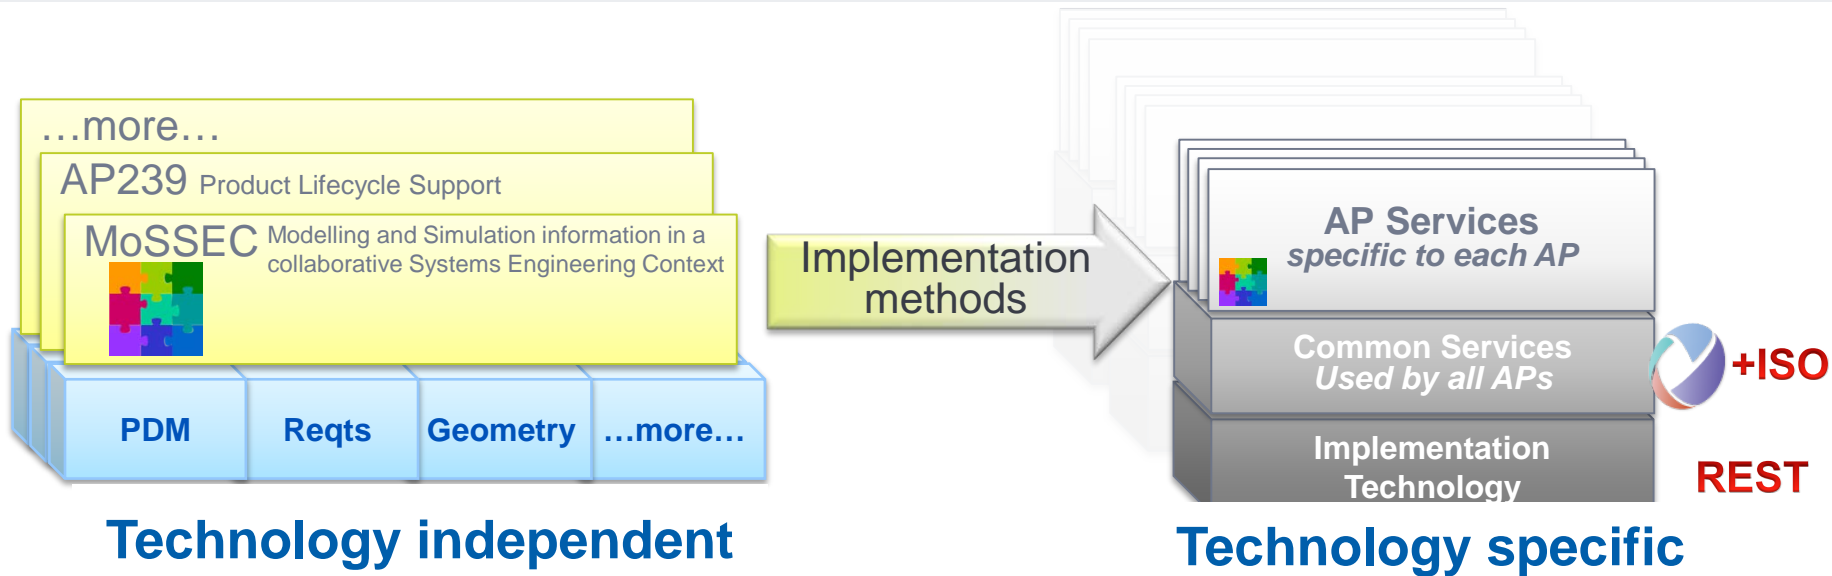 …more…
AP239 Product Lifecycle Support
MoSSEC Modelling and Simulation information in a
collaborative Systems Engineering Context
PDM
Reqts
Geometry
…more…
Technology independent
Implementation
methods
AP Services
specific to each AP
Common Services
Used by all APs
+ISO
Implementation
Technology
REST
Technology specific